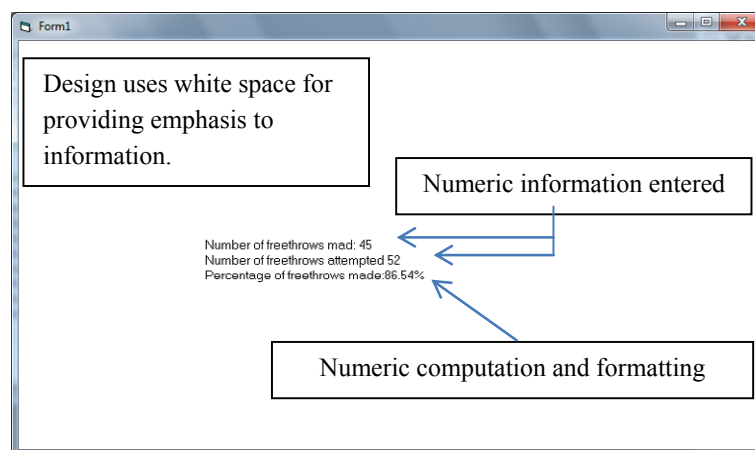 Form1
Design uses white space for
providing emphasis to
information.
Numeric information entered
Number of freethrows mad: 45
Number of freethrows attempted 52
Percentage of freethrows made:86.54%
Numeric computation and formatting